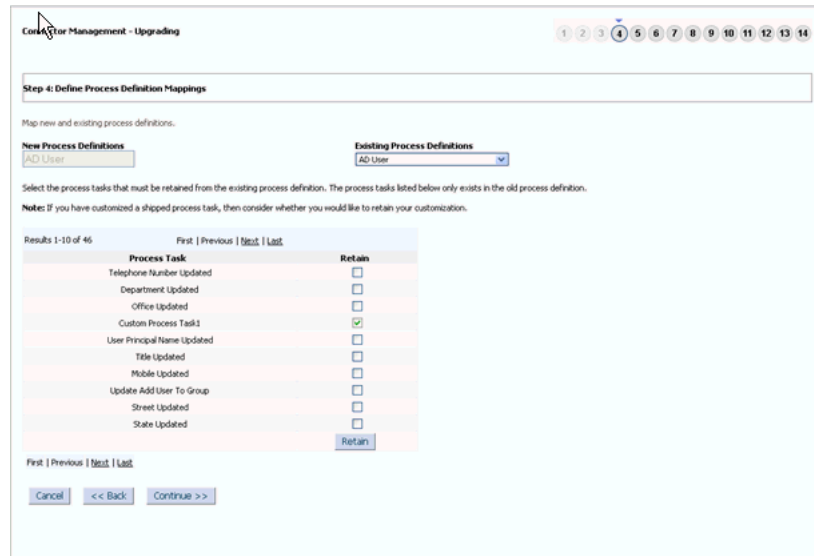 Connector Management - Upgrading
1 2 3 4 5 6 7 8 9 10 11 12 13 14
Step 4: Define Process Definition Mappings
Map new and existing process definitions.
New Process Definitions Existing Process Definitions
AD User AD User
Select the process tasks that must be retained from the existing process definition. The process tasks listed below only exists in the old process definition.
Note: If you have customized a shipped process task, then consider whether you would like to retain your customization.
Results 1-10 of 46 First | Previous | Next | Last
Process Task Retain
Telephone Number Updated
Department Updated
Office Updated
Custom Process Task1
User Principal Name Updated
Title Updated
Mobile Updated
Update Add User To Group
Street Updated
State Updated
Retain
First | Previous | Next | Last
Cancel << Back Continue >>